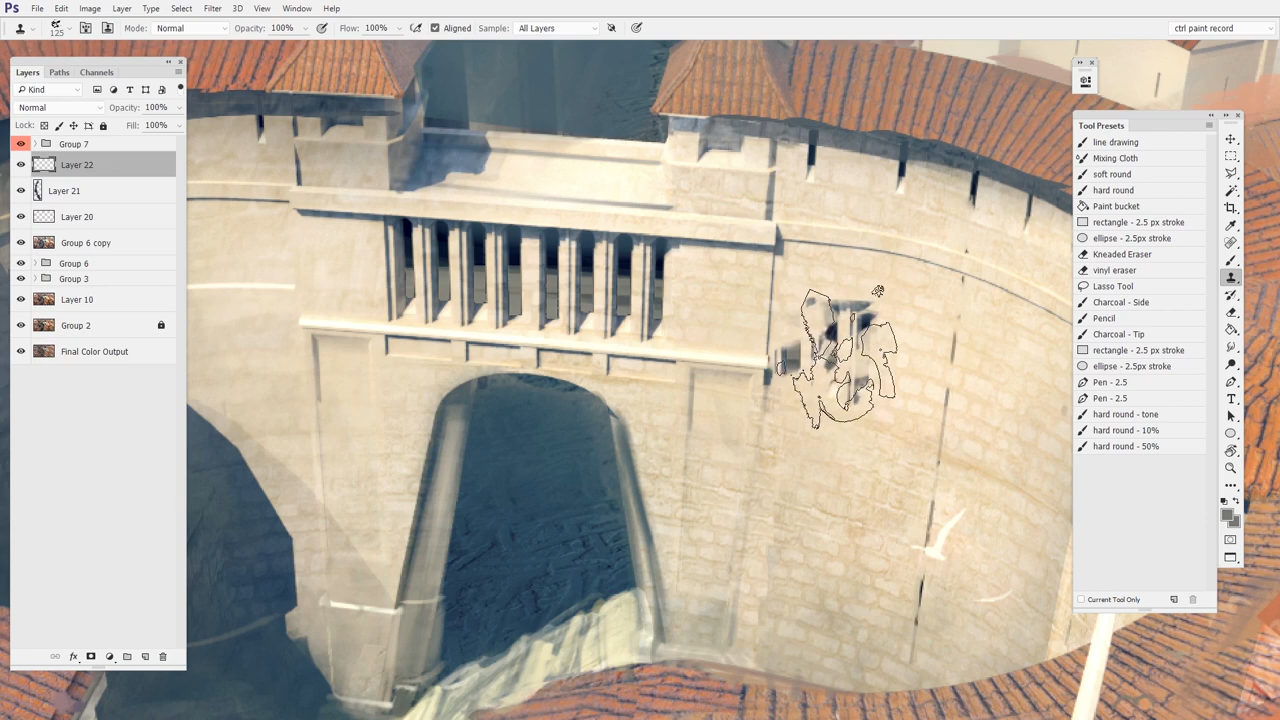 Ps File Edit Image Layer Type Select Filter 3D View Window Help
125 Mode: Normal Opacity: 100% Flow: 100% Aligned Sample: All Layers ctrl paint record
Layers Paths Channels
Kind
Normal Opacity: 100%
Lock: Fill: 100%
Group 7
Layer 22
Layer 21
Layer 20
Group 6 copy
Group 6
Group 3
Layer 10
Group 2
Final Color Output
fx
Tool Presets
line drawing
Mixing Cloth
soft round
hard round
Paint bucket
rectangle - 2.5 px stroke
ellipse - 2.5px stroke
Kneaded Eraser
vinyl eraser
Lasso Tool
Charcoal - Side
Pencil
Charcoal - Tip
rectangle - 2.5 px stroke
ellipse - 2.5px stroke
Pen - 2.5
Pen - 2.5
hard round - tone
hard round - 10%
hard round - 50%
Current Tool Only